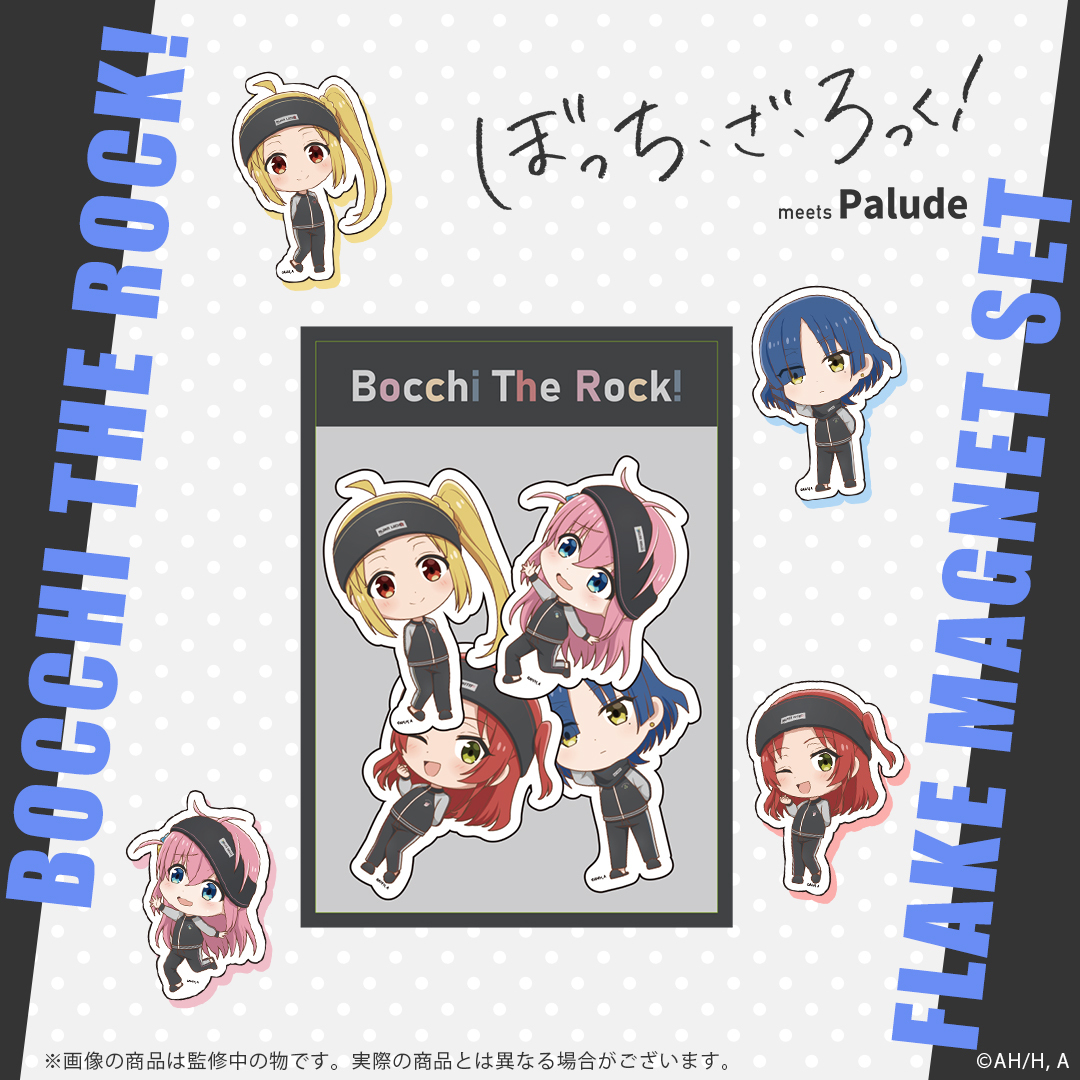 BOCCHI THE ROCK!
ぼっち・ざ・ろっく!
meets Palude
FLAKE MAGNET SET
Bocchi The Rock!
※画像の商品は監修中の物です。実際の商品とは異なる場合がございます。
©AH/H, A